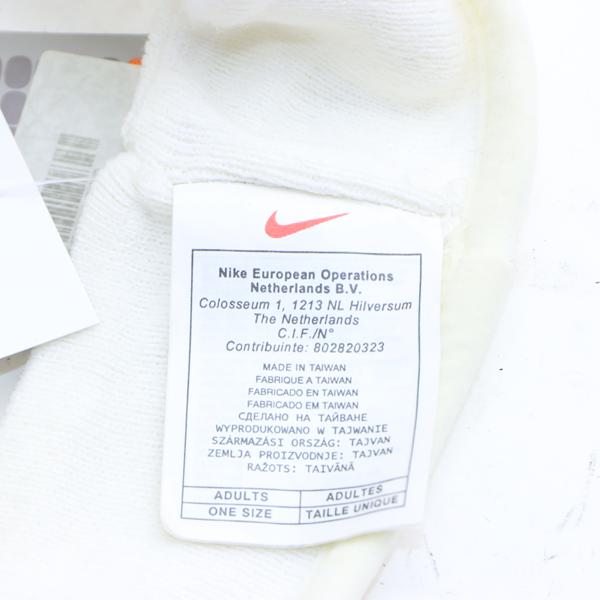 Nike European Operations
Netherlands B.V.
Colosseum 1, 1213 NL Hilversum
The Netherlands
C.I.F./N°
Contribuinte: 802820323
MADE IN TAIWAN
FABRIQUE A TAIWAN
FABRICADO EN TAIWAN
FABRICADO EM TAIWAN
СДЕЛАНО НА ТАЙВАНЕ
WYPRODUKOWANO W TAJWANIE
SZÁRMAZÁSI ORSZÁG: TAJVAN
ZEMLJA PROIZVODNJE: TAJVAN
RAŽOTS: TAIVĀNĀ
ADULTS ADULTES
ONE SIZE TAILLE UNIQUE